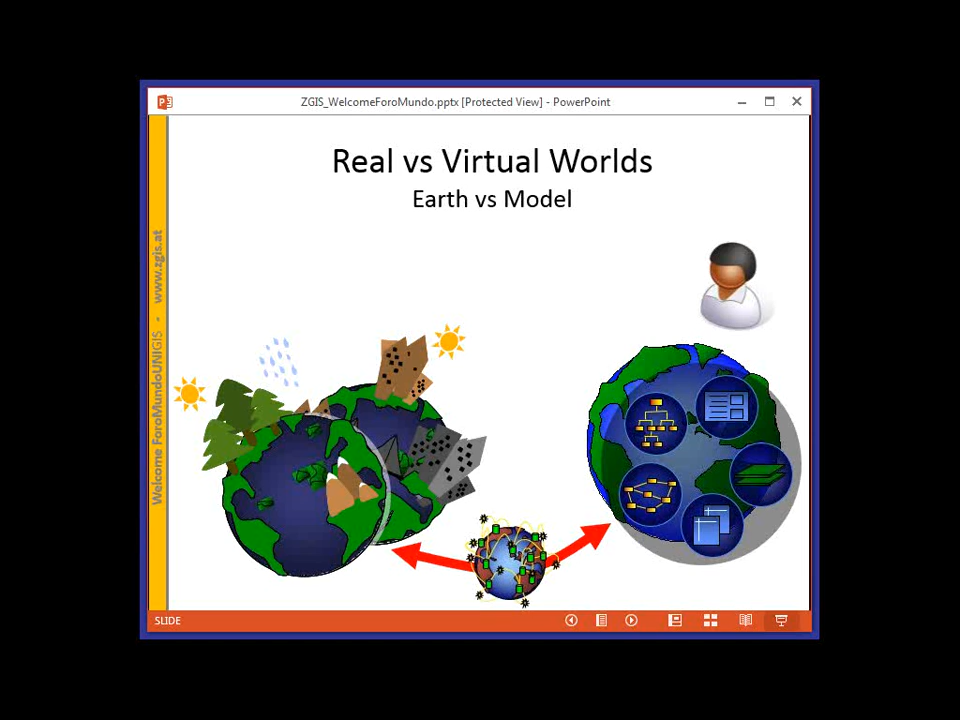 ZGIS_WelcomeForoMundo.pptx [Protected View] - PowerPoint
Real vs Virtual Worlds
Earth vs Model
Welcome ForoMundoUNIGIS - www.zgis.at
SLIDE